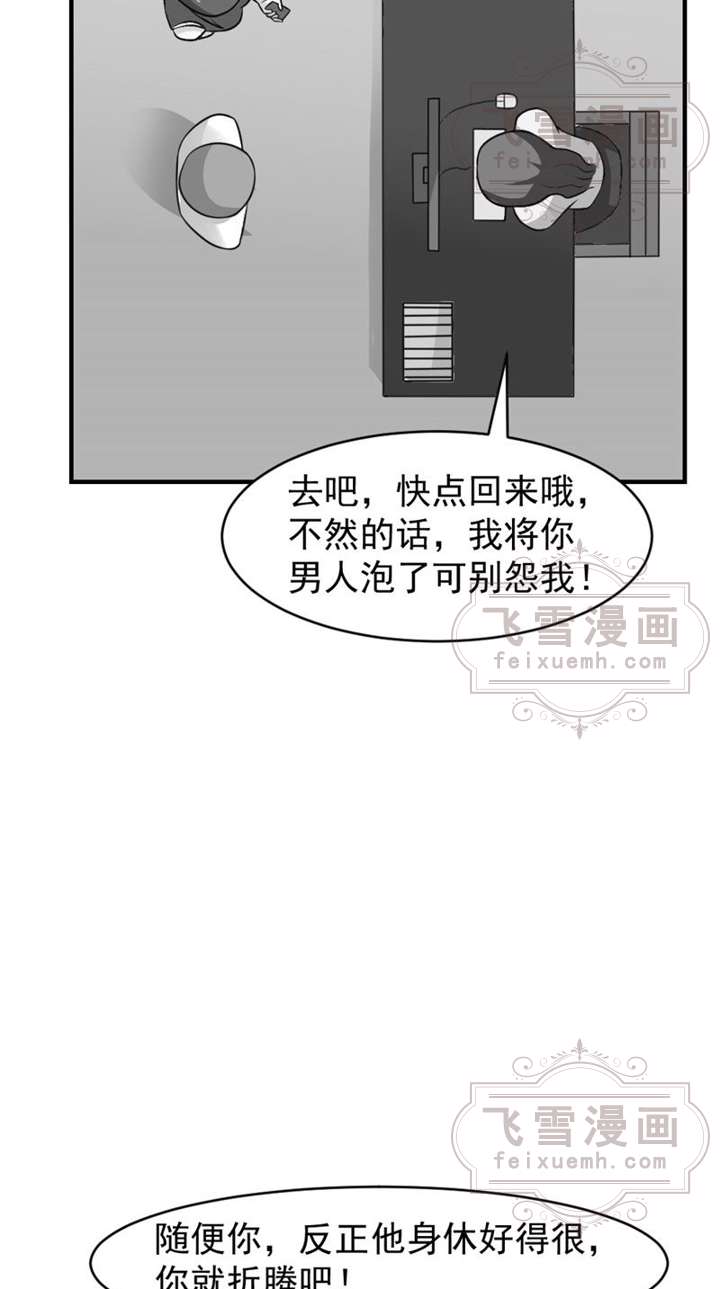 飞雪漫画
feixuemh.com
去吧，快点回来哦，
不然的话，我将你
男人泡了可别怨我！
飞雪漫画
feixuemh.com
飞雪漫画
feixuemh.com
随便你，反正他身休好得很，
你就折腾吧！